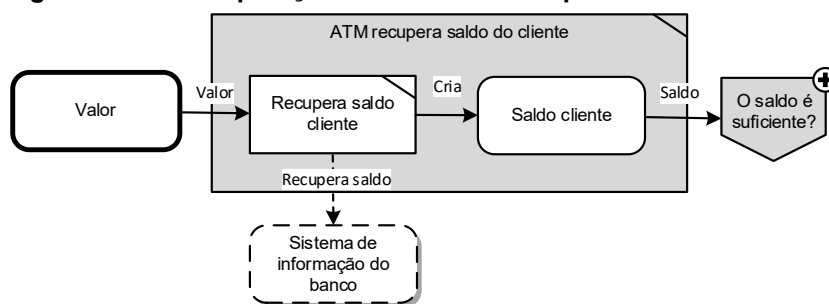 ATM recupera saldo do cliente
Valor
Valor
Recupera saldo
cliente
Cria
Saldo cliente
Saldo
O saldo é
suficiente?
Recupera saldo
Sistema de
informação do
banco